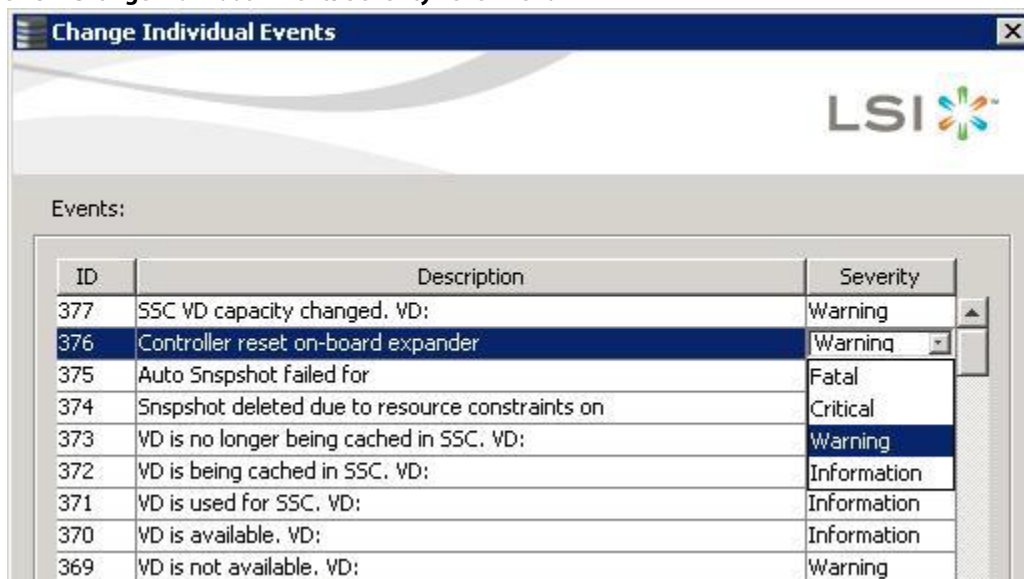 Change Individual Events
LSI
Events:
ID Description Severity
377 SSC VD capacity changed. VD: Warning
376 Controller reset on-board expander Warning
375 Auto Snspshot failed for Fatal
374 Snspshot deleted due to resource constraints on Critical
373 VD is no longer being cached in SSC. VD: Warning
372 VD is being cached in SSC. VD: Information
371 VD is used for SSC. VD: Information
370 VD is available. VD: Information
369 VD is not available. VD: Warning